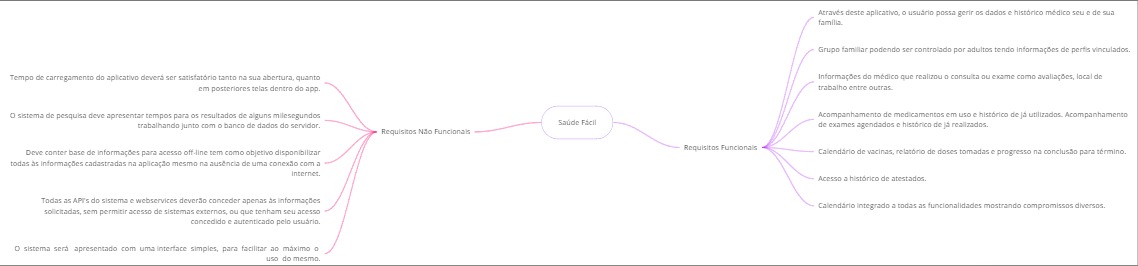 Tempo de carregamento do aplicativo deverá ser satisfatório tanto na sua abertura, quanto
em posteriores telas dentro do app.
O sistema de pesquisa deve apresentar tempos para os resultados de alguns milesegundos
trabalhando junto com o banco de dados do servidor.
Deve conter base de informações para acesso off-line tem como objetivo disponibilizar
todas às informações cadastradas na aplicação mesmo na ausência de uma conexão com a
internet.
Todas as API's do sistema e webservices deverão conceder apenas às informações
solicitadas, sem permitir acesso de sistemas externos, ou que tenham seu acesso
concedido e autenticado pelo usuário.
O sistema será apresentado com uma interface simples, para facilitar ao máximo o
uso do mesmo.
Requisitos Não Funcionais
Saúde Fácil
Requisitos Funcionais
Através deste aplicativo, o usuário possa gerir os dados e histórico médico seu e de sua
família.
Grupo familiar podendo ser controlado por adultos tendo informações de perfis vinculados.
Informações do médico que realizou o consulta ou exame como avaliações, local de
trabalho entre outras.
Acompanhamento de medicamentos em uso e histórico de já utilizados. Acompanhamento
de exames agendados e histórico de já realizados.
Calendário de vacinas, relatório de doses tomadas e progresso na conclusão para término.
Acesso a histórico de atestados.
Calendário integrado a todas as funcionalidades mostrando compromissos diversos.